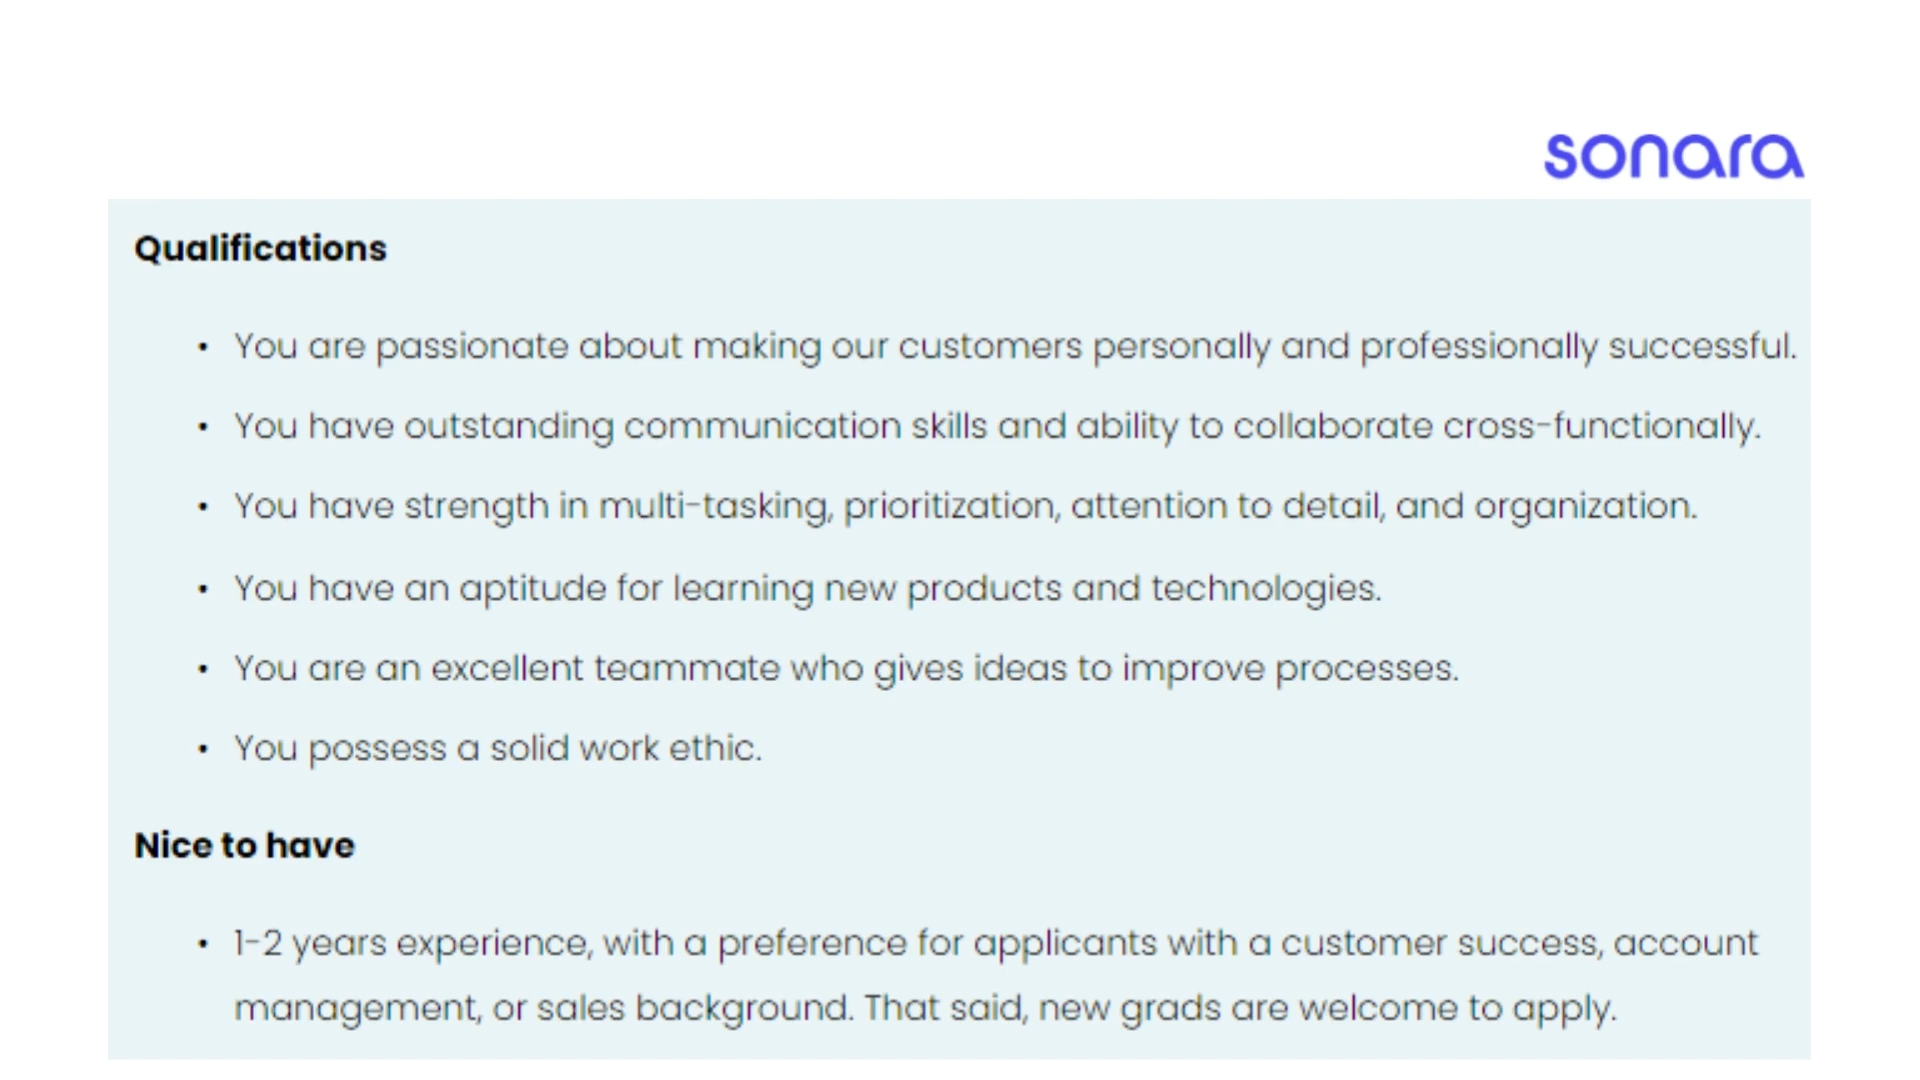 sonara
Qualifications
• You are passionate about making our customers personally and professionally successful.
• You have outstanding communication skills and ability to collaborate cross-functionally.
• You have strength in multi-tasking, prioritization, attention to detail, and organization.
• You have an aptitude for learning new products and technologies.
• You are an excellent teammate who gives ideas to improve processes.
• You possess a solid work ethic.
Nice to have
• 1-2 years experience, with a preference for applicants with a customer success, account
management, or sales background. That said, new grads are welcome to apply.